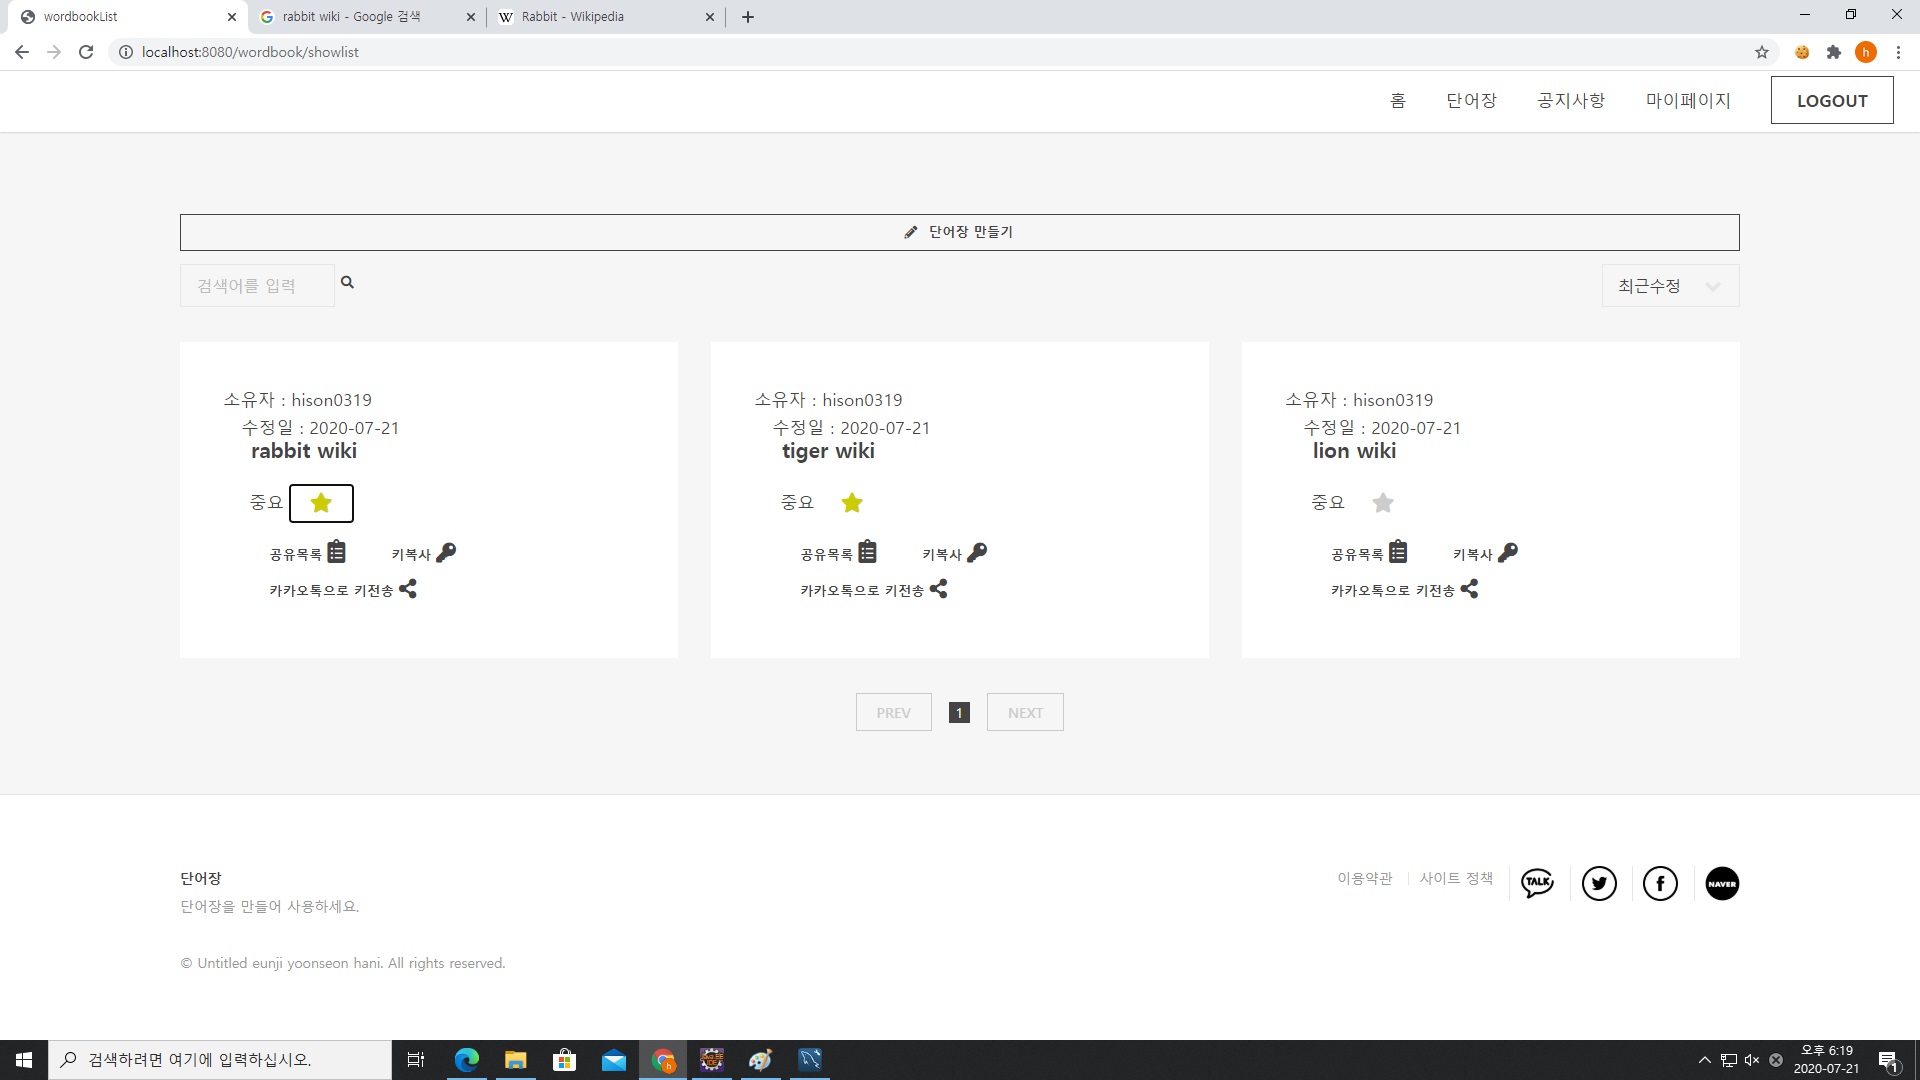 wordbookList
rabbit wiki - Google 검색
W Rabbit - Wikipedia
localhost:8080/wordbook/showlist
h
홈 단어장 공지사항 마이페이지 LOGOUT
단어장 만들기
검색어를 입력
최근수정
소유자 : hison0319
수정일 : 2020-07-21
rabbit wiki
중요
공유목록 키복사
카카오톡으로 키전송
소유자 : hison0319
수정일 : 2020-07-21
tiger wiki
중요
공유목록 키복사
카카오톡으로 키전송
소유자 : hison0319
수정일 : 2020-07-21
lion wiki
중요
공유목록 키복사
카카오톡으로 키전송
PREV 1 NEXT
단어장
단어장을 만들어 사용하세요.
이용약관 사이트 정책 TALK f NAVER
© Untitled eunji yoonseon hani. All rights reserved.
검색하려면 여기에 입력하십시오.
h
Java EE
IDE
오후 6:19
2020-07-21
1